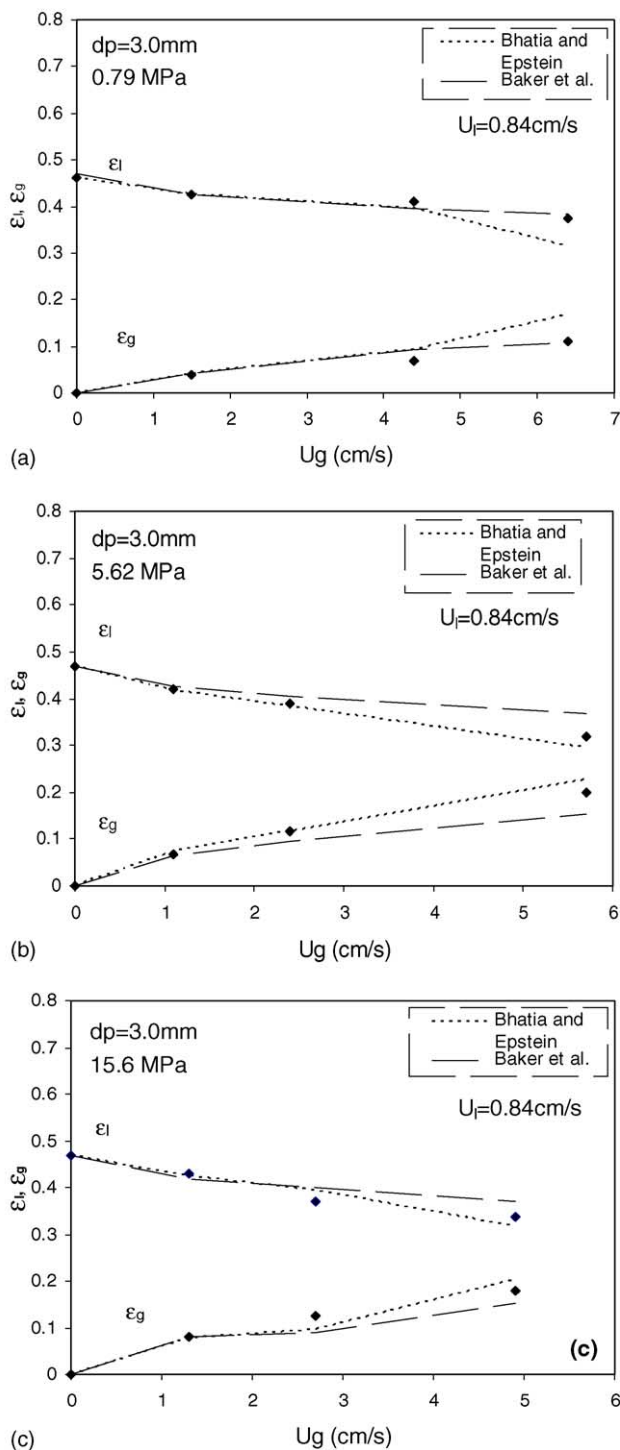 0.8
0.7
0.6
0.5
0.4
0.3
0.2
0.1
0
εl, εg
dp=3.0mm
0.79 MPa
Bhatia and
Epstein
Baker et al.
Ul=0.84cm/s
εl
εg
0 1 2 3 4 5 6 7
Ug (cm/s)
(a)
0.8
0.7
0.6
0.5
0.4
0.3
0.2
0.1
0
εl, εg
dp=3.0mm
5.62 MPa
Bhatia and
Epstein
Baker et al.
Ul=0.84cm/s
εl
εg
0 1 2 3 4 5 6
Ug (cm/s)
(b)
0.8
0.7
0.6
0.5
0.4
0.3
0.2
0.1
0
εl, εg
dp=3.0mm
15.6 MPa
Bhatia and
Epstein
Baker et al.
Ul=0.84cm/s
εl
εg
(c)
0 1 2 3 4 5 6
Ug (cm/s)
(c)